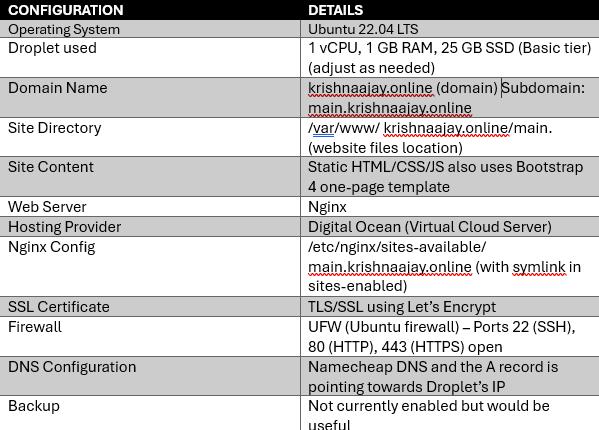 CONFIGURATION DETAILS
Operating System Ubuntu 22.04 LTS
Droplet used 1 vCPU, 1 GB RAM, 25 GB SSD (Basic tier)
(adjust as needed)
Domain Name krishnaajay.online (domain) Subdomain:
main.krishnaajay.online
Site Directory /var/www/ krishnaajay.online/main.
(website files location)
Site Content Static HTML/CSS/JS also uses Bootstrap
4 one-page template
Web Server Nginx
Hosting Provider Digital Ocean (Virtual Cloud Server)
Nginx Config /etc/nginx/sites-available/
main.krishnaajay.online (with symlink in
sites-enabled)
SSL Certificate TLS/SSL using Let’s Encrypt
Firewall UFW (Ubuntu firewall) – Ports 22 (SSH),
80 (HTTP), 443 (HTTPS) open
DNS Configuration Namecheap DNS and the A record is
pointing towards Droplet’s IP
Backup Not currently enabled but would be
useful